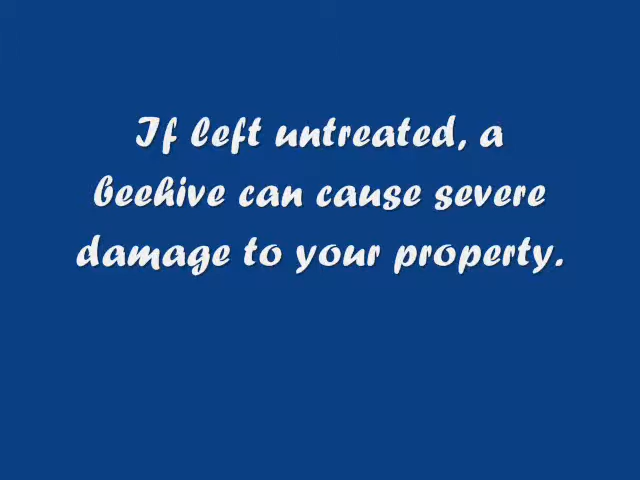 If left untreated, a
beehive can cause severe
damage to your property.